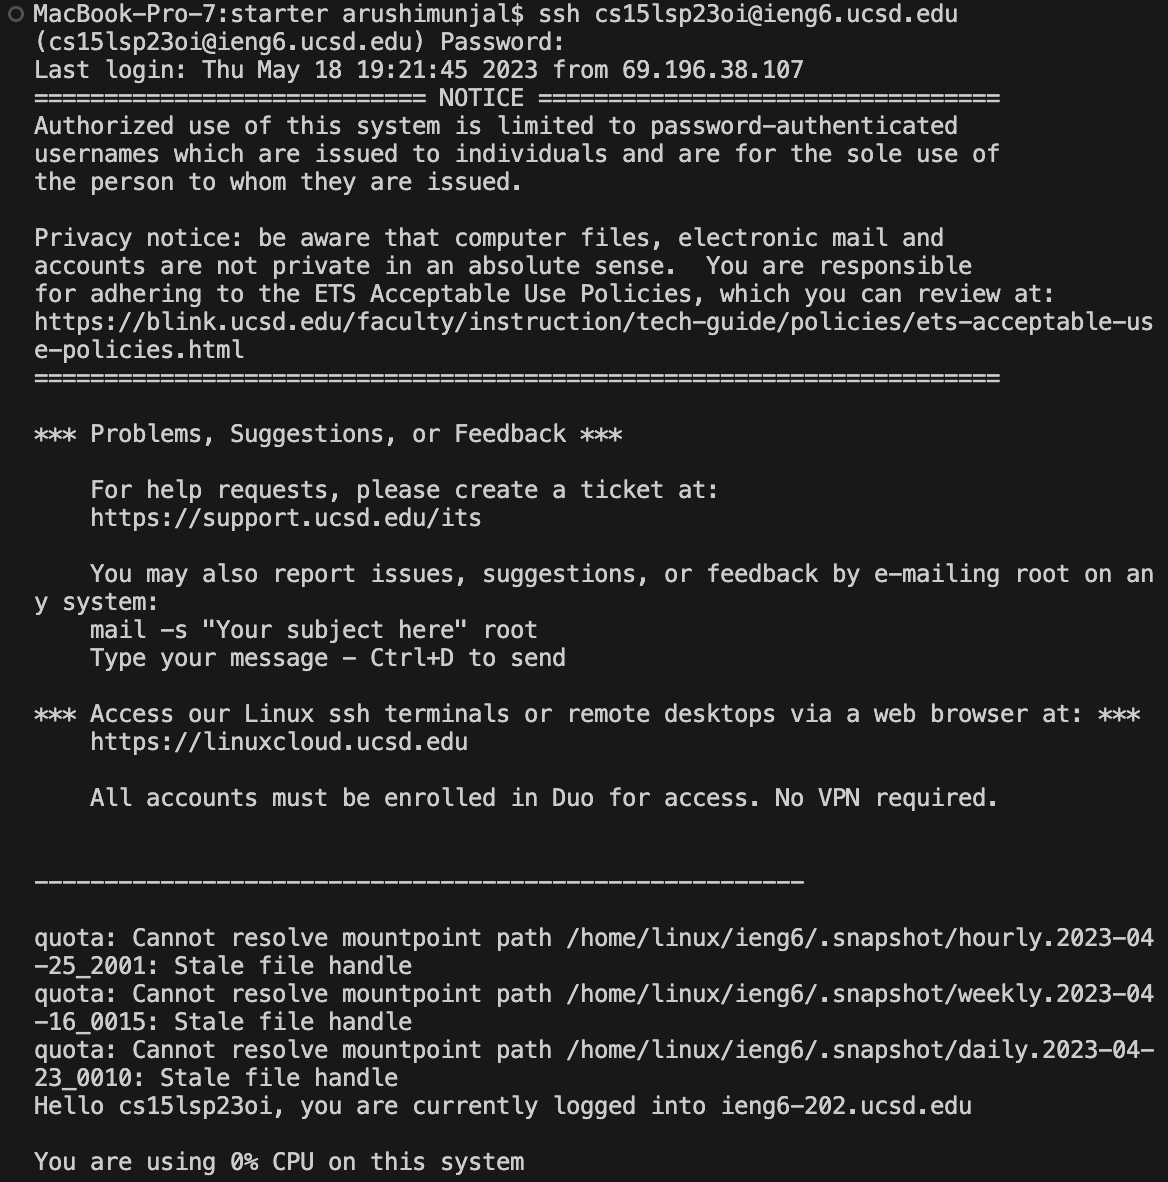 MacBook-Pro-7:starter arushimunjal$ ssh cs15lsp23oi@ieng6.ucsd.edu
(cs15lsp23oi@ieng6.ucsd.edu) Password:
Last login: Thu May 18 19:21:45 2023 from 69.196.38.107
============================ NOTICE =================================
Authorized use of this system is limited to password-authenticated
usernames which are issued to individuals and are for the sole use of
the person to whom they are issued.

Privacy notice: be aware that computer files, electronic mail and
accounts are not private in an absolute sense.  You are responsible
for adhering to the ETS Acceptable Use Policies, which you can review at:
https://blink.ucsd.edu/faculty/instruction/tech-guide/policies/ets-acceptable-us
e-policies.html
=====================================================================

*** Problems, Suggestions, or Feedback ***

    For help requests, please create a ticket at:
    https://support.ucsd.edu/its

    You may also report issues, suggestions, or feedback by e-mailing root on an
y system:
    mail -s "Your subject here" root
    Type your message - Ctrl+D to send

*** Access our Linux ssh terminals or remote desktops via a web browser at: ***
    https://linuxcloud.ucsd.edu

    All accounts must be enrolled in Duo for access. No VPN required.

-------------------------------------------------------

quota: Cannot resolve mountpoint path /home/linux/ieng6/.snapshot/hourly.2023-04
-25_2001: Stale file handle
quota: Cannot resolve mountpoint path /home/linux/ieng6/.snapshot/weekly.2023-04
-16_0015: Stale file handle
quota: Cannot resolve mountpoint path /home/linux/ieng6/.snapshot/daily.2023-04-
23_0010: Stale file handle
Hello cs15lsp23oi, you are currently logged into ieng6-202.ucsd.edu

You are using 0% CPU on this system